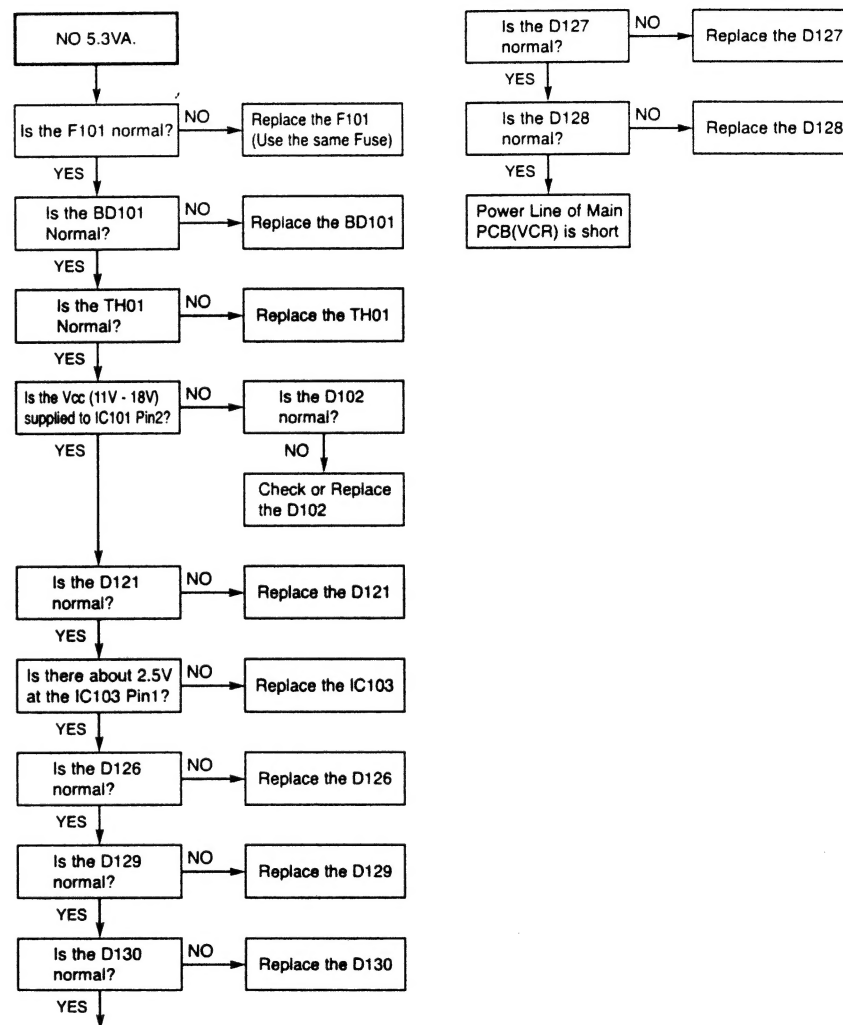 NO 5.3VA.
Is the F101 normal?
NO
Replace the F101
(Use the same Fuse)
YES
Is the BD101
Normal?
NO
Replace the BD101
YES
Is the TH01
Normal?
NO
Replace the TH01
YES
Is the Vcc (11V - 18V)
supplied to IC101 Pin2?
NO
Is the D102
normal?
YES
NO
Check or Replace
the D102
Is the D121
normal?
NO
Replace the D121
YES
Is there about 2.5V
at the IC103 Pin1?
NO
Replace the IC103
YES
Is the D126
normal?
NO
Replace the D126
YES
Is the D129
normal?
NO
Replace the D129
YES
Is the D130
normal?
NO
Replace the D130
YES
Is the D127
normal?
NO
Replace the D127
YES
Is the D128
normal?
NO
Replace the D128
YES
Power Line of Main
PCB(VCR) is short